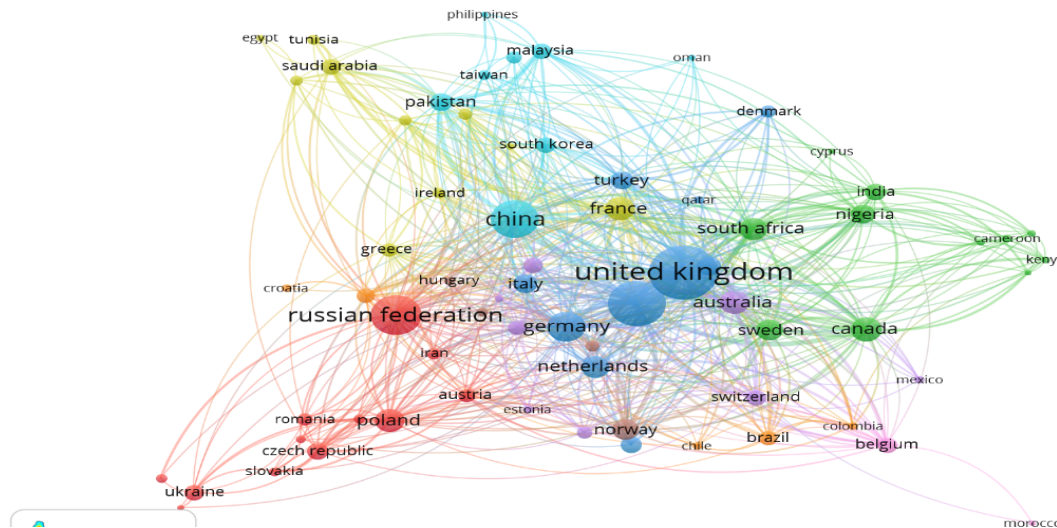 philippines
egypt
tunisia
malaysia
oman
saudi arabia
taiwan
pakistan
denmark
south korea
cyprus
turkey
ireland
india
qatar
france
nigeria
china
south africa
cameroon
greece
keny
united kingdom
hungary
italy
croatia
australia
russian federation
germany
sweden
canada
iran
netherlands
mexico
austria
switzerland
estonia
romania
poland
colombia
norway
brazil
chile
belgium
czech republic
slovakia
ukraine
morocco